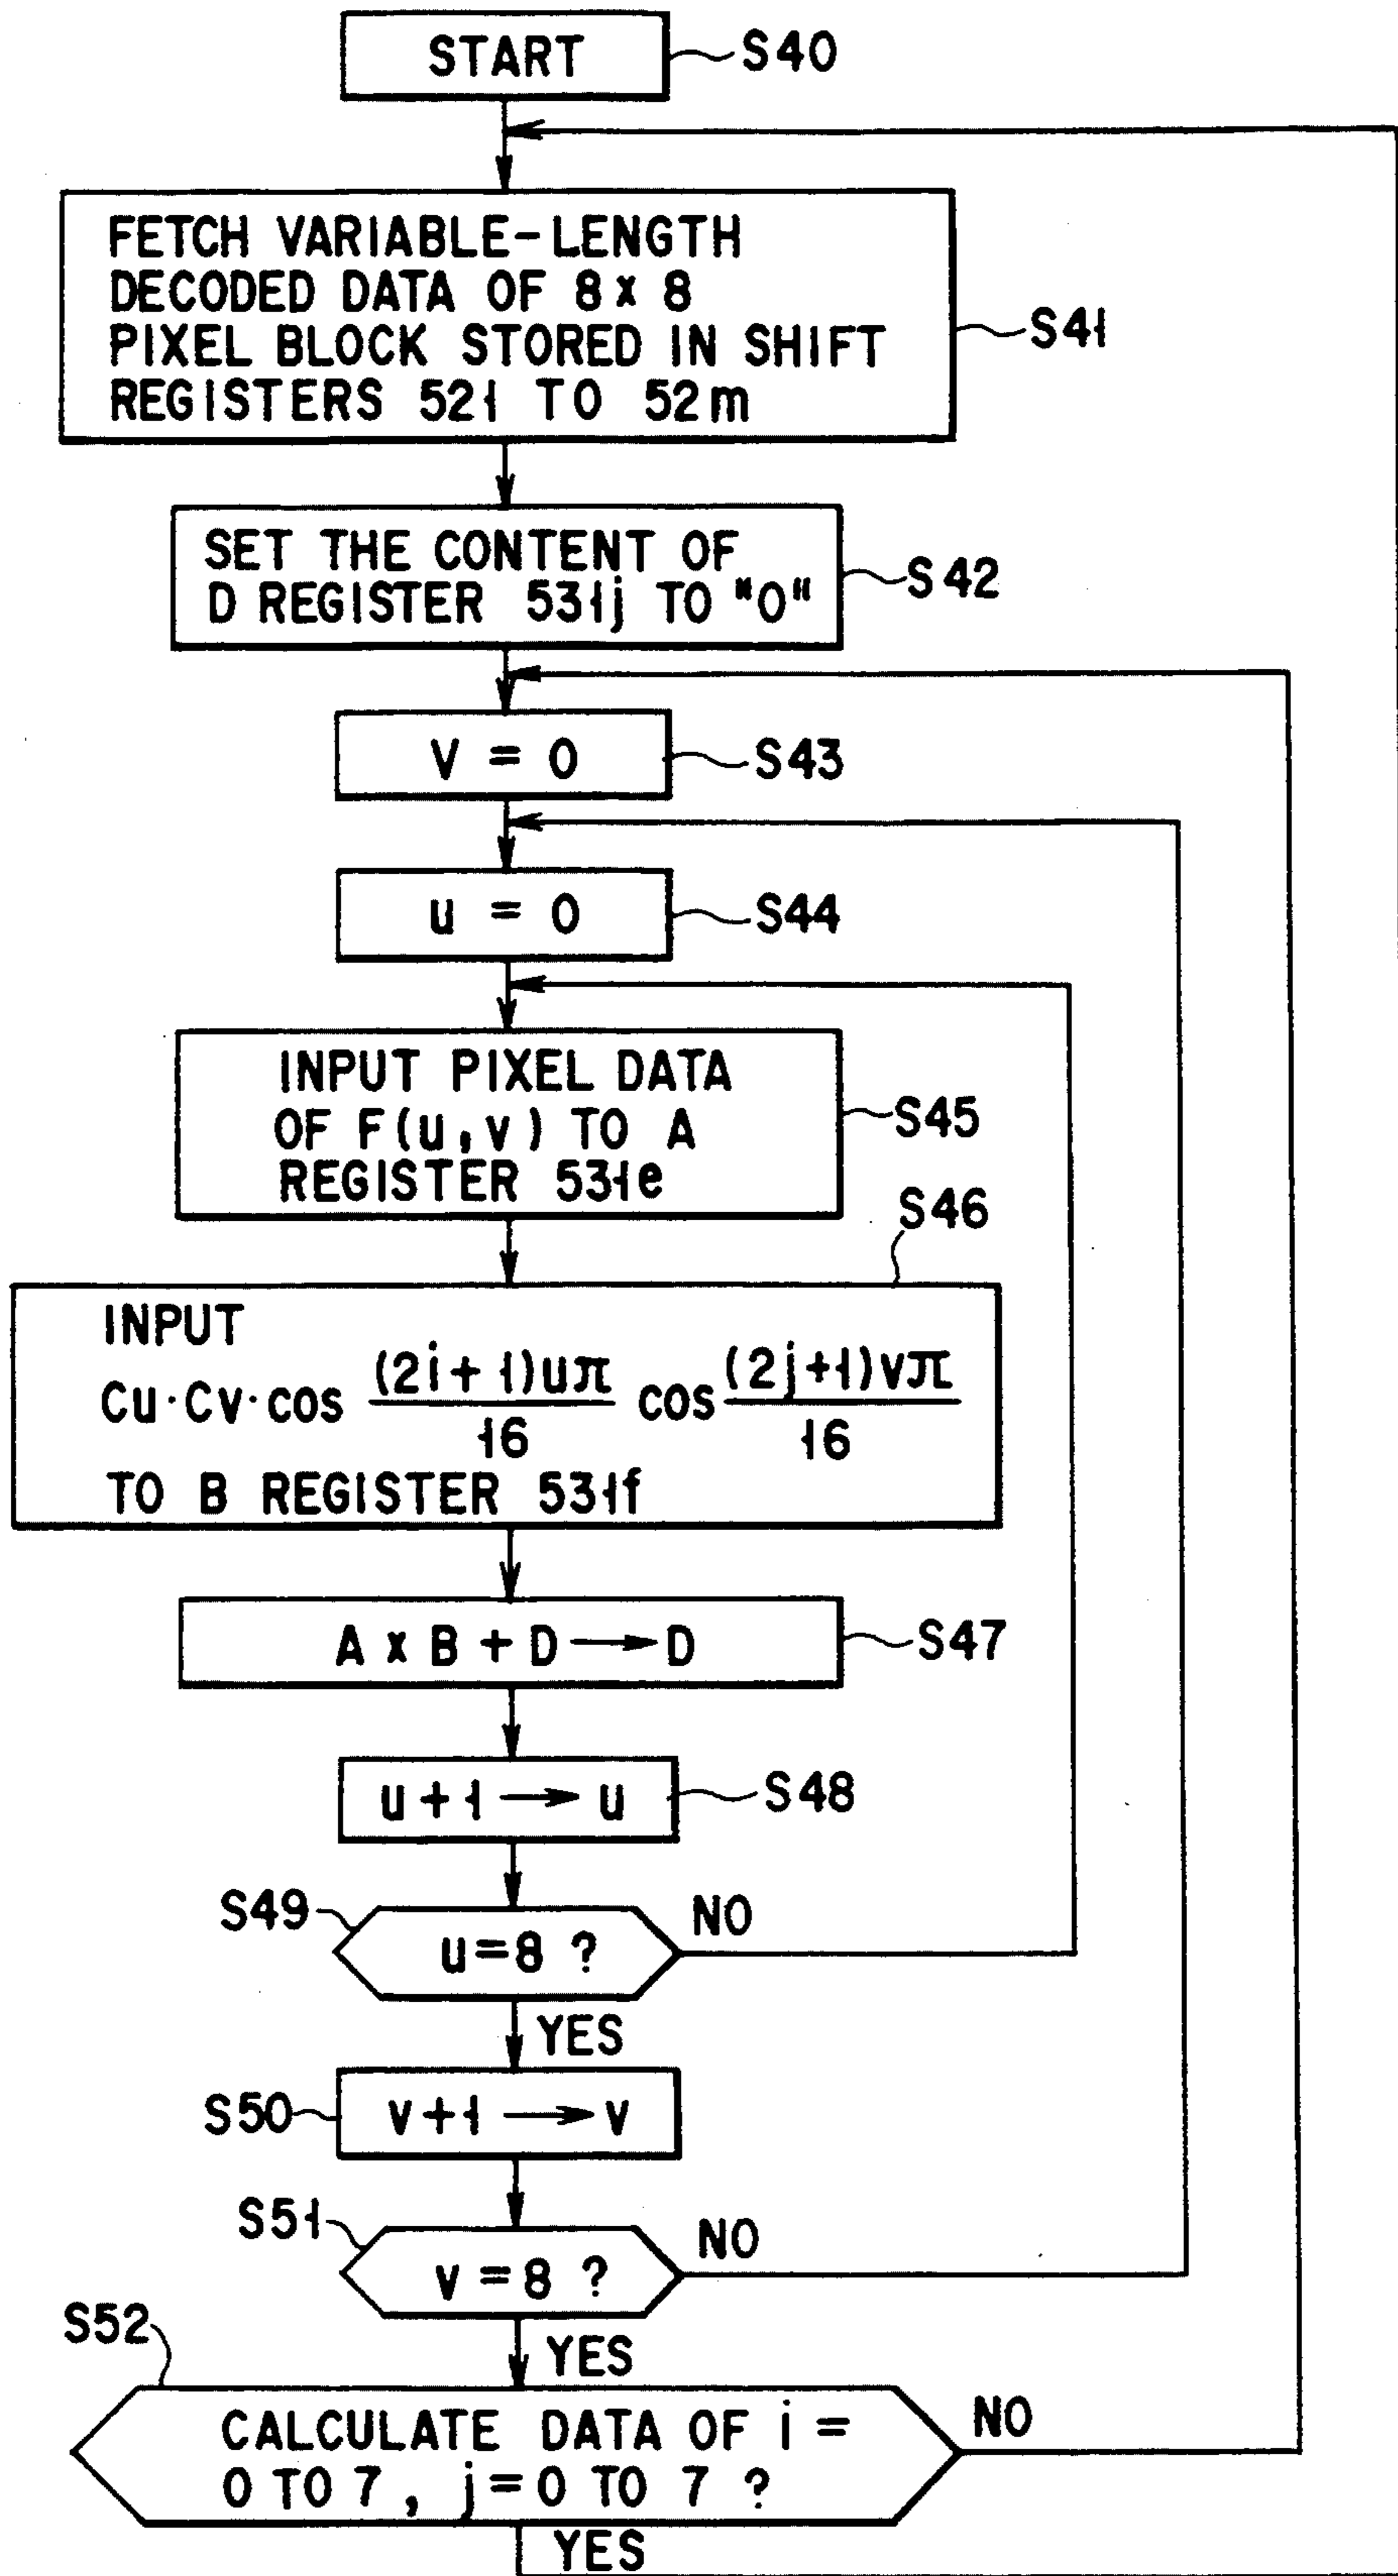 START
S40
FETCH VARIABLE-LENGTH
DECODED DATA OF 8 x 8
PIXEL BLOCK STORED IN SHIFT
REGISTERS 521 TO 52m
S41
SET THE CONTENT OF
D REGISTER 531j TO "0"
S42
V = 0
S43
u = 0
S44
INPUT PIXEL DATA
OF F(u,v) TO A
REGISTER 531e
S45
S46
INPUT
Cu·Cv·cos (2i+1)uπ/16 cos (2j+1)vπ/16
TO B REGISTER 531f
A x B + D → D
S47
u+1 → u
S48
S49
u=8 ?
NO
YES
S50
v+1 → v
S51
v=8 ?
NO
YES
S52
CALCULATE DATA OF i =
0 TO 7, j=0 TO 7 ?
NO
YES